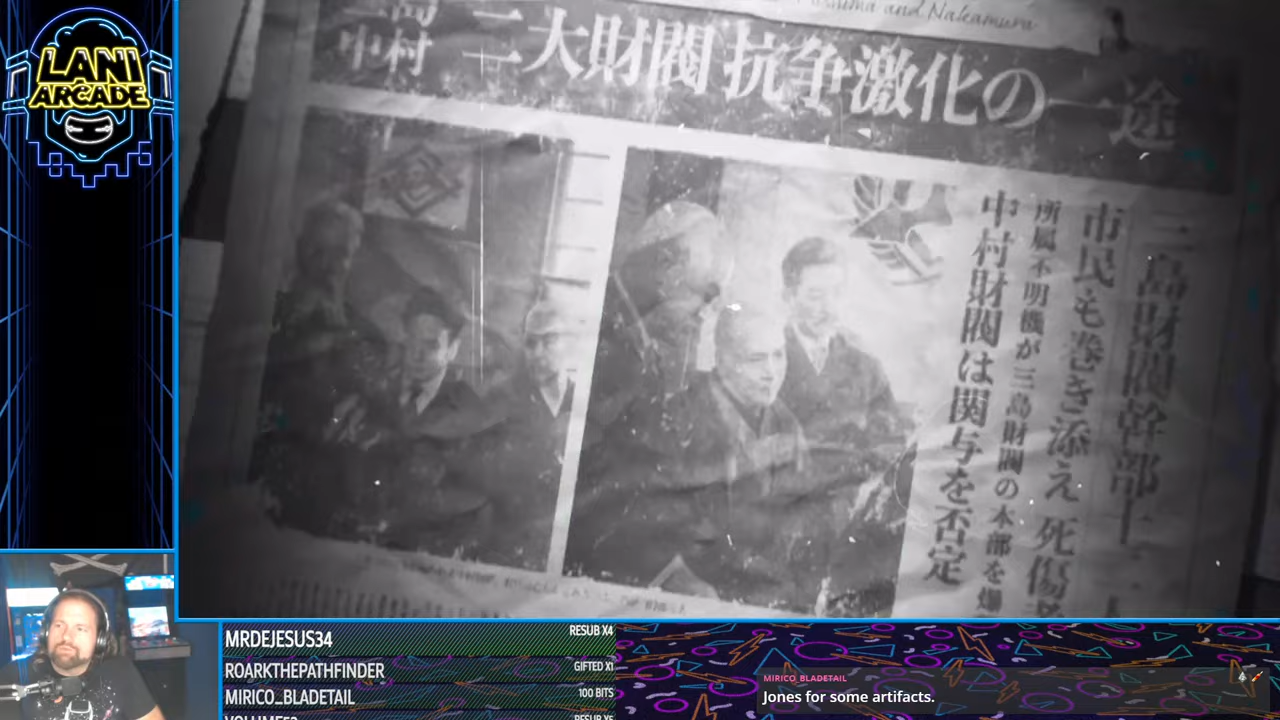 LANI
ARCADE
and Nakamura
三島
中村
二大財閥 抗争激化の一途
三島財閥幹部十
市民も巻き添え 死傷
所属不明機が三島財閥の本部を爆
中村財閥は関与を否定
MRDEJESUS34 RESUB X4
ROARKTHEPATHFINDER GIFTED X1
MIRICO_BLADETAIL 100 BITS
MIRICO_BLADETAIL
Jones for some artifacts.